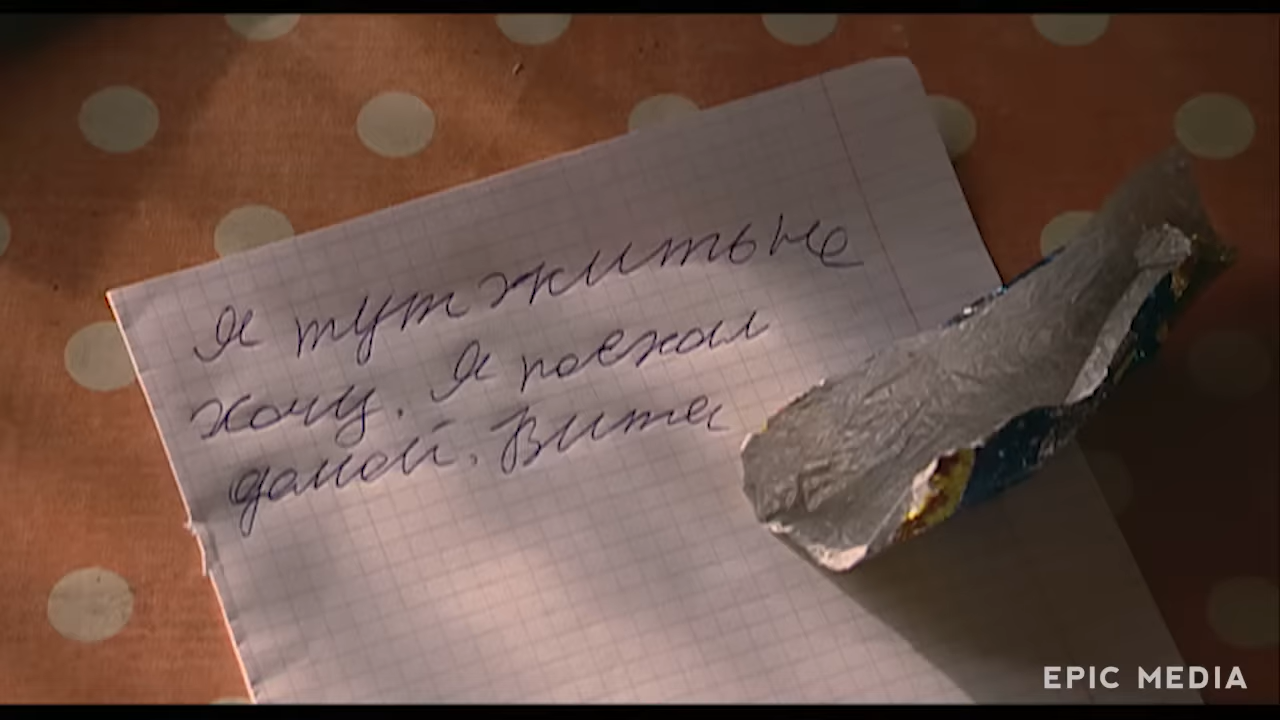 Я тут жить не
хочу. Я поехал
домой. Витя
EPIC MEDIA